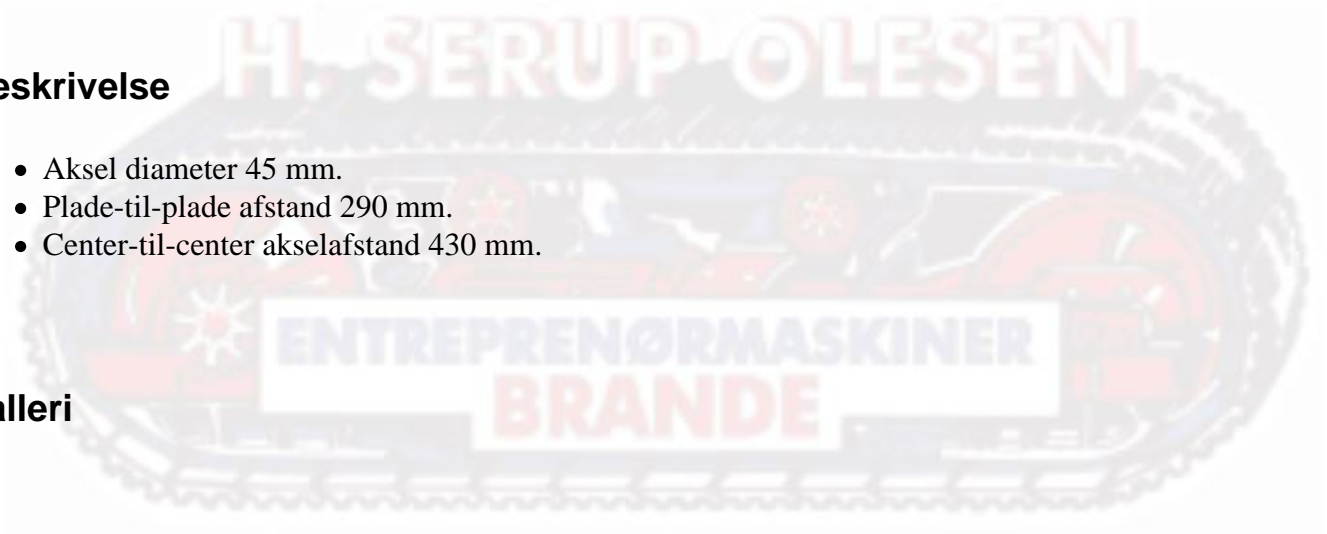 H. SERUP OLESEN
eskrivelse
Aksel diameter 45 mm.
Plade-til-plade afstand 290 mm.
Center-til-center akselafstand 430 mm.
ENTREPRENØRMASKINER
BRANDE
alleri